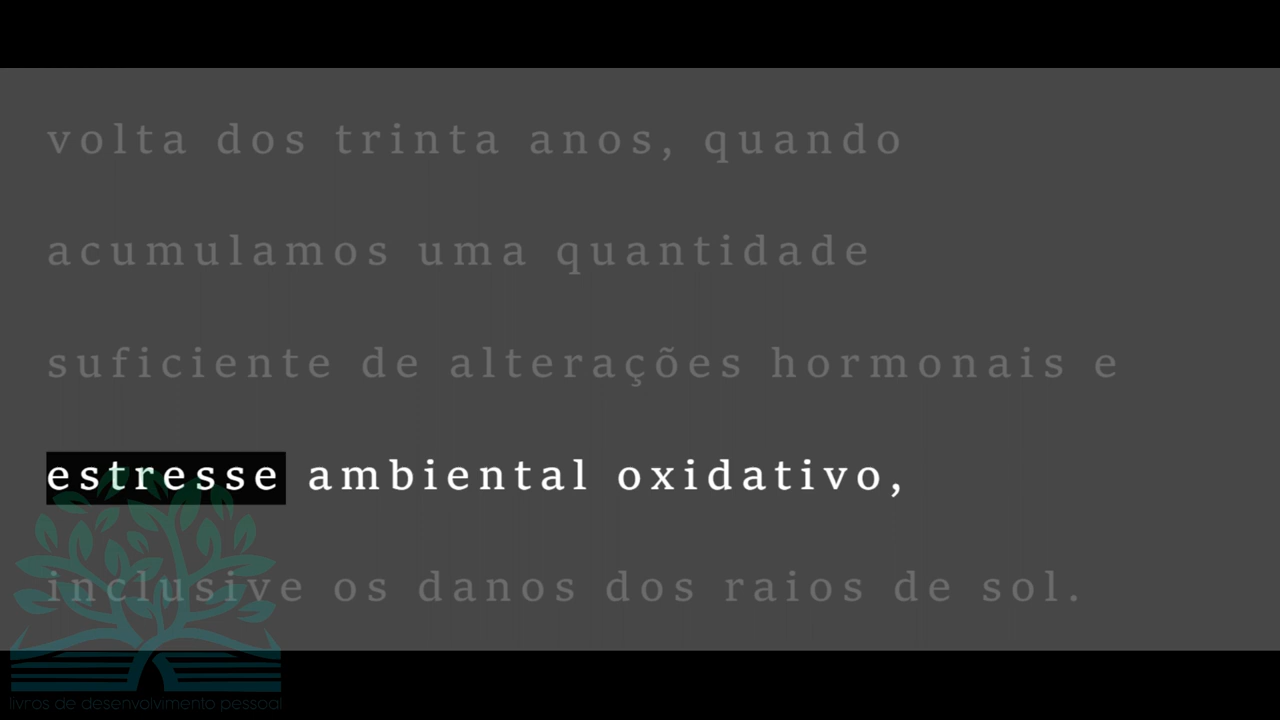 volta dos trinta anos, quando
acumulamos uma quantidade
suficiente de alterações hormonais e
estresse ambiental oxidativo,
inclusive os danos dos raios de sol.
livros de desenvolvimento pessoal